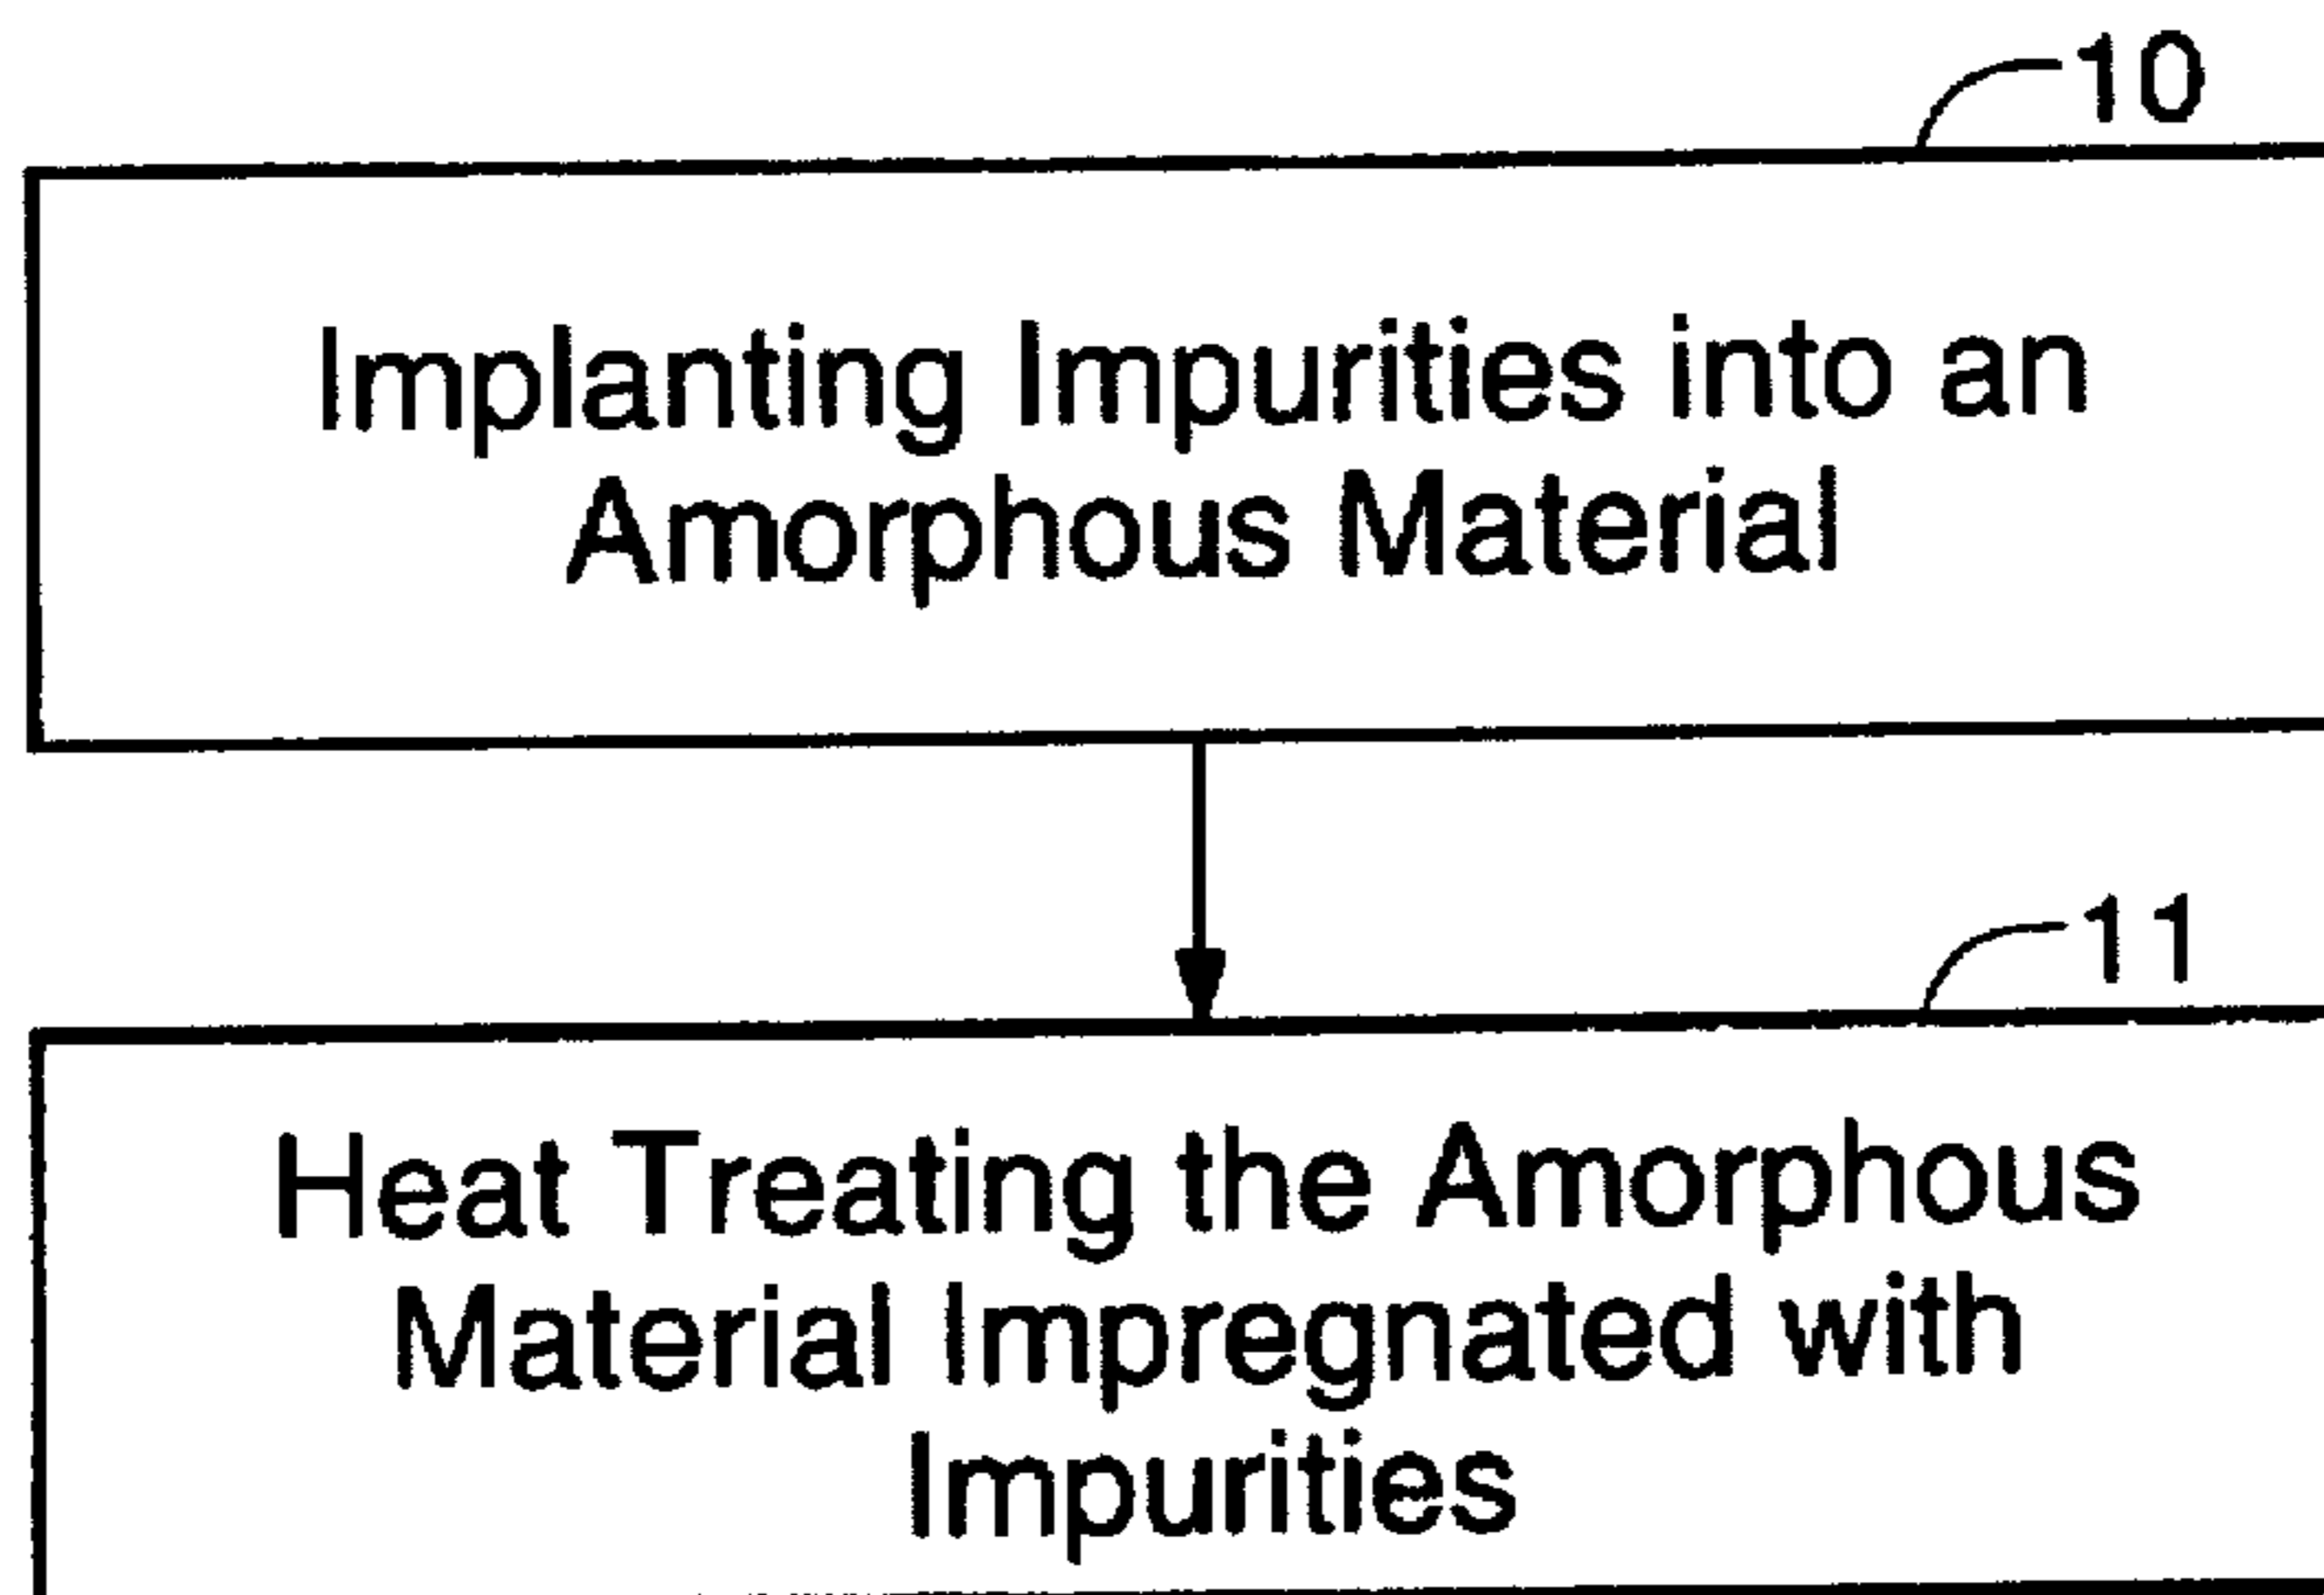 10
Implanting Impurities into an
Amorphous Material
11
Heat Treating the Amorphous
Material Impregnated with
Impurities